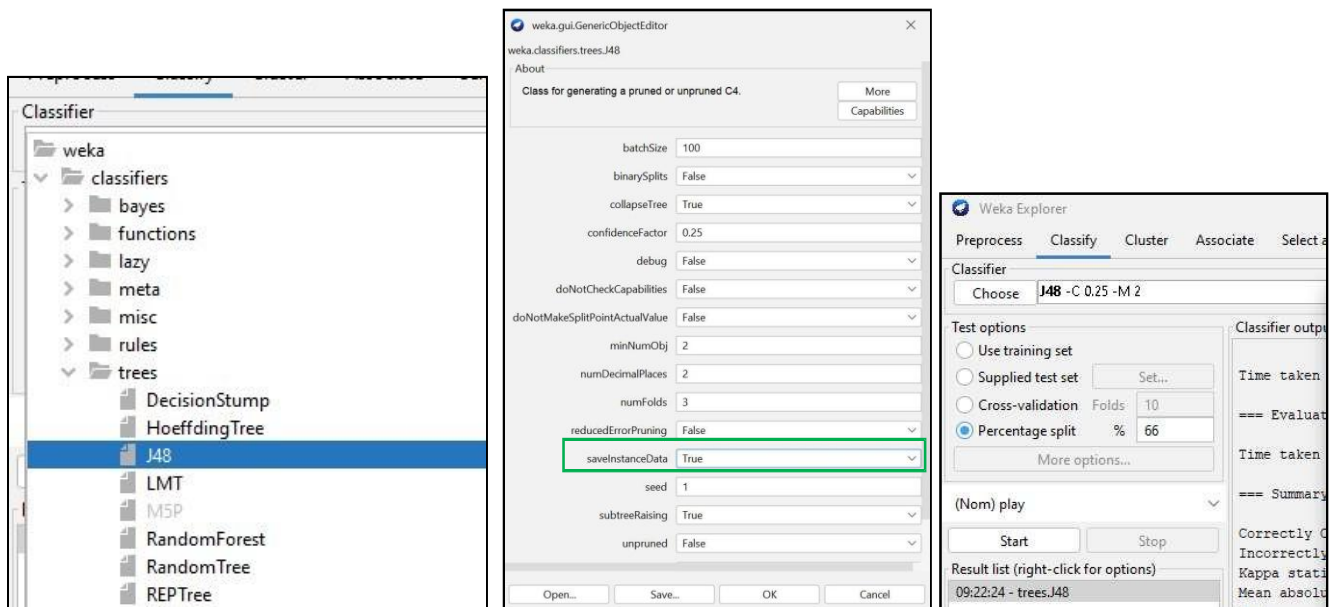 Classifier
weka
classifiers
bayes
functions
lazy
meta
misc
rules
trees
DecisionStump
HoeffdingTree
J48
LMT
M5P
RandomForest
RandomTree
REPTree
weka.gui.GenericObjectEditor
weka.classifiers.trees.J48
About
Class for generating a pruned or unpruned C4.
More
Capabilities
batchSize 100
binarySplits False
collapseTree True
confidenceFactor 0.25
debug False
doNotCheckCapabilities False
doNotMakeSplitPointActualValue False
minNumObj 2
numDecimalPlaces 2
numFolds 3
reducedErrorPruning False
saveInstanceData True
seed 1
subtreeRaising True
unpruned False
Open... Save... OK Cancel
Weka Explorer
Preprocess Classify Cluster Associate Select a
Classifier
Choose J48 -C 0.25 -M 2
Test options
Use training set
Supplied test set Set...
Cross-validation Folds 10
Percentage split % 66
More options...
(Nom) play
Start Stop
Result list (right-click for options)
09:22:24 - trees.J48
Classifier outpu
Time taken
=== Evaluat
Time taken
=== Summary
Correctly C
Incorrectly
Kappa stati
Mean absolu